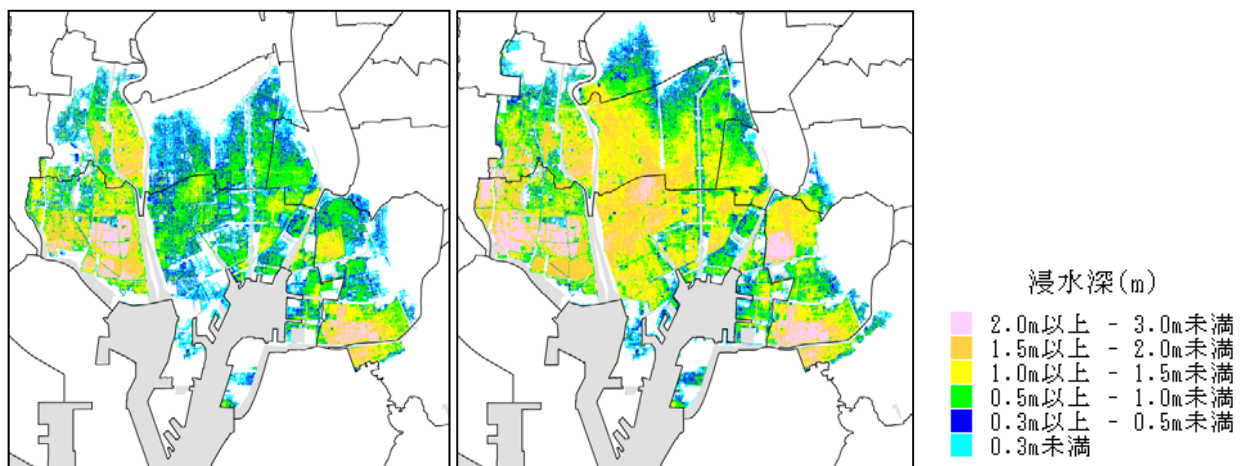 浸水深(m)
2.0m以上 - 3.0m未満
1.5m以上 - 2.0m未満
1.0m以上 - 1.5m未満
0.5m以上 - 1.0m未満
0.3m以上 - 0.5m未満
0.3m未満